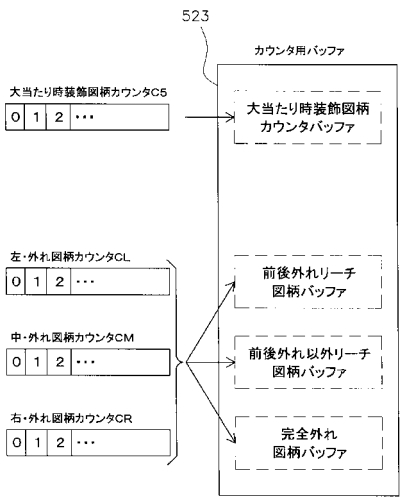 523
カウンタ用バッファ
大当たり時装飾図柄カウンタC5
0 1 2 ・・・
大当たり時装飾図柄
カウンタバッファ
左・外れ図柄カウンタCL
0 1 2 ・・・
前後外れリーチ
図柄バッファ
中・外れ図柄カウンタCM
0 1 2 ・・・
前後外れ以外リーチ
図柄バッファ
右・外れ図柄カウンタCR
0 1 2 ・・・
完全外れ
図柄バッファ